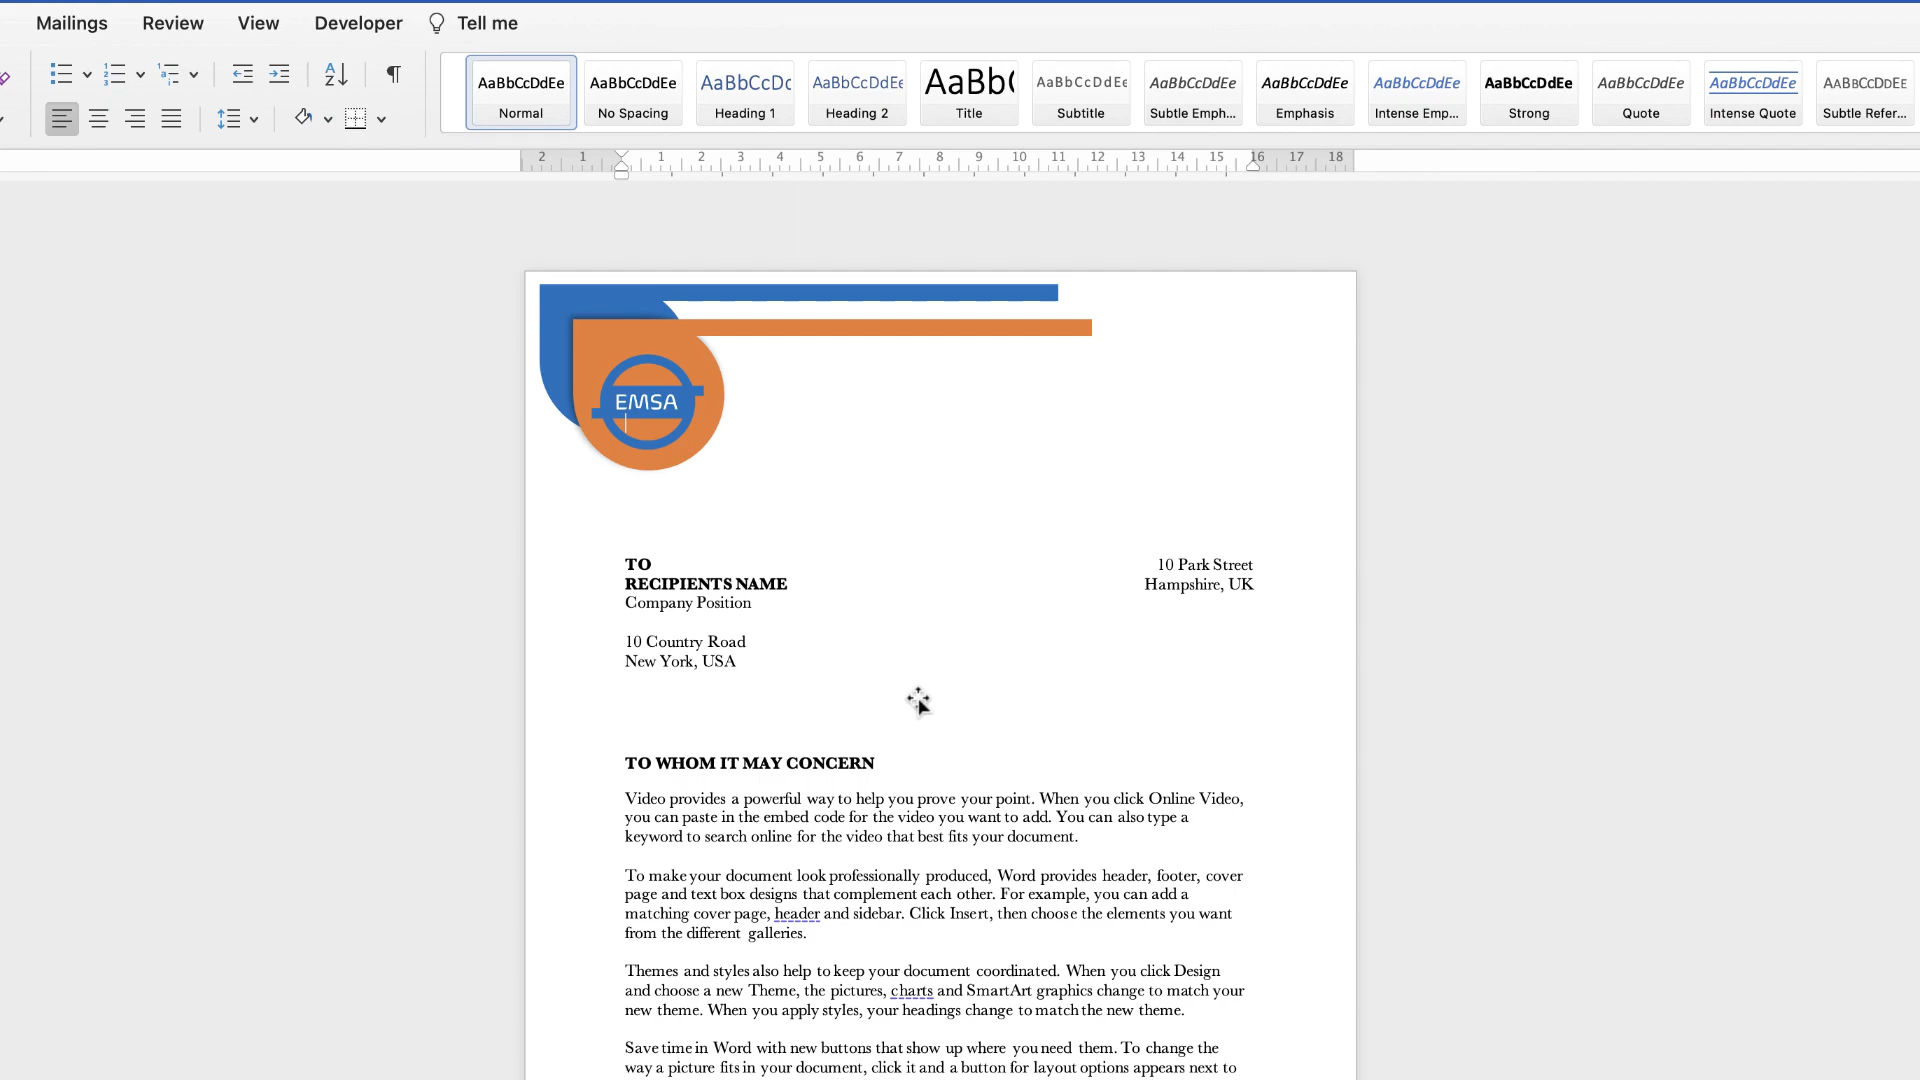 Mailings Review View Developer Tell me
AaBbCcDdEe AaBbCcDdEe AaBbCcDc AaBbCcDdEe AaBb( AaBbCcDdEe AaBbCcDdEe AaBbCcDdEe AaBbCcDdEe AaBbCcDdEe AaBbCcDdEe AaBbCcDdEe AABBCCDDEE
Normal No Spacing Heading 1 Heading 2 Title Subtitle Subtle Emph... Emphasis Intense Emp... Strong Quote Intense Quote Subtle Refer...
2 1 1 2 3 4 5 6 7 8 9 10 11 12 13 14 15 16 17 18
EMSA
TO
RECIPIENTS NAME
Company Position
10 Country Road
New York, USA
10 Park Street
Hampshire, UK
TO WHOM IT MAY CONCERN
Video provides a powerful way to help you prove your point. When you click Online Video,
you can paste in the embed code for the video you want to add. You can also type a
keyword to search online for the video that best fits your document.
To make your document look professionally produced, Word provides header, footer, cover
page and text box designs that complement each other. For example, you can add a
matching cover page, header and sidebar. Click Insert, then choose the elements you want
from the different galleries.
Themes and styles also help to keep your document coordinated. When you click Design
and choose a new Theme, the pictures, charts and SmartArt graphics change to match your
new theme. When you apply styles, your headings change to match the new theme.
Save time in Word with new buttons that show up where you need them. To change the
way a picture fits in your document, click it and a button for layout options appears next to